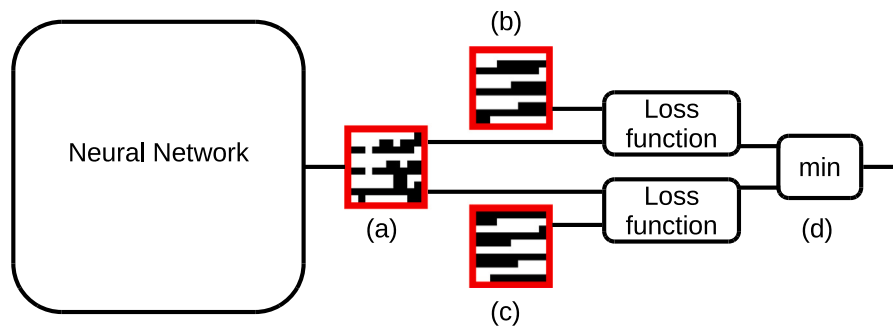 (b)
Loss
function
Neural Network
min
Loss
function
(a)
(d)
(c)